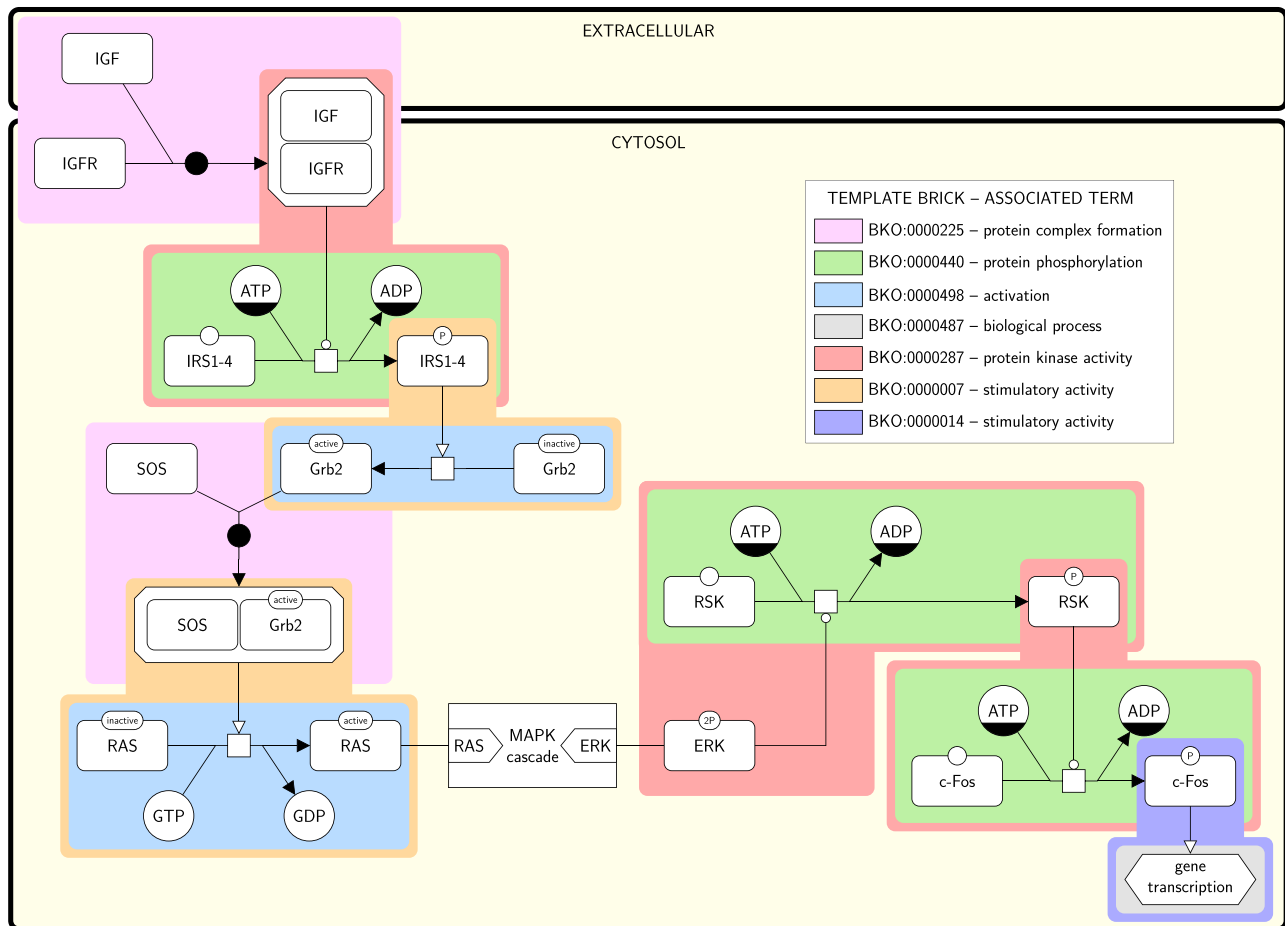 EXTRACELLULAR
IGF
IGF
IGFR
IGFR
CYTOSOL
TEMPLATE BRICK – ASSOCIATED TERM
BKO:0000225 – protein complex formation
BKO:0000440 – protein phosphorylation
BKO:0000498 – activation
BKO:0000487 – biological process
BKO:0000287 – protein kinase activity
BKO:0000007 – stimulatory activity
BKO:0000014 – stimulatory activity
ATP
ADP
P
IRS1-4
IRS1-4
active
inactive
SOS
Grb2
Grb2
active
SOS
Grb2
inactive
active
RAS
RAS
GTP
GDP
RAS
MAPK
cascade
ERK
2P
ERK
ATP
ADP
P
RSK
RSK
ATP
ADP
P
c-Fos
c-Fos
gene
transcription